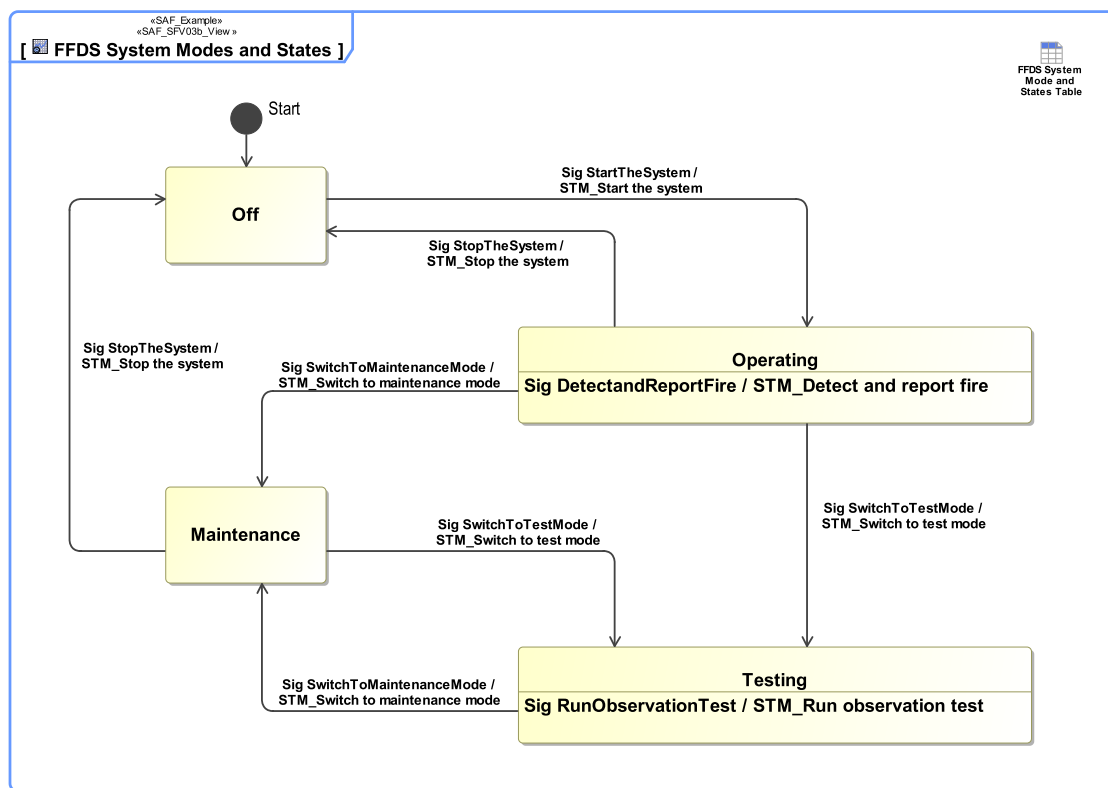 «SAF_Example»
«SAF_SFV03b_View »
[ FFDS System Modes and States ]
FFDS System
Mode and
States Table
Start
Off
Sig StartTheSystem /
STM_Start the system
Sig StopTheSystem /
STM_Stop the system
Sig StopTheSystem /
STM_Stop the system
Operating
Sig DetectandReportFire / STM_Detect and report fire
Sig SwitchToMaintenanceMode /
STM_Switch to maintenance mode
Maintenance
Sig SwitchToTestMode /
STM_Switch to test mode
Sig SwitchToTestMode /
STM_Switch to test mode
Testing
Sig RunObservationTest / STM_Run observation test
Sig SwitchToMaintenanceMode /
STM_Switch to maintenance mode